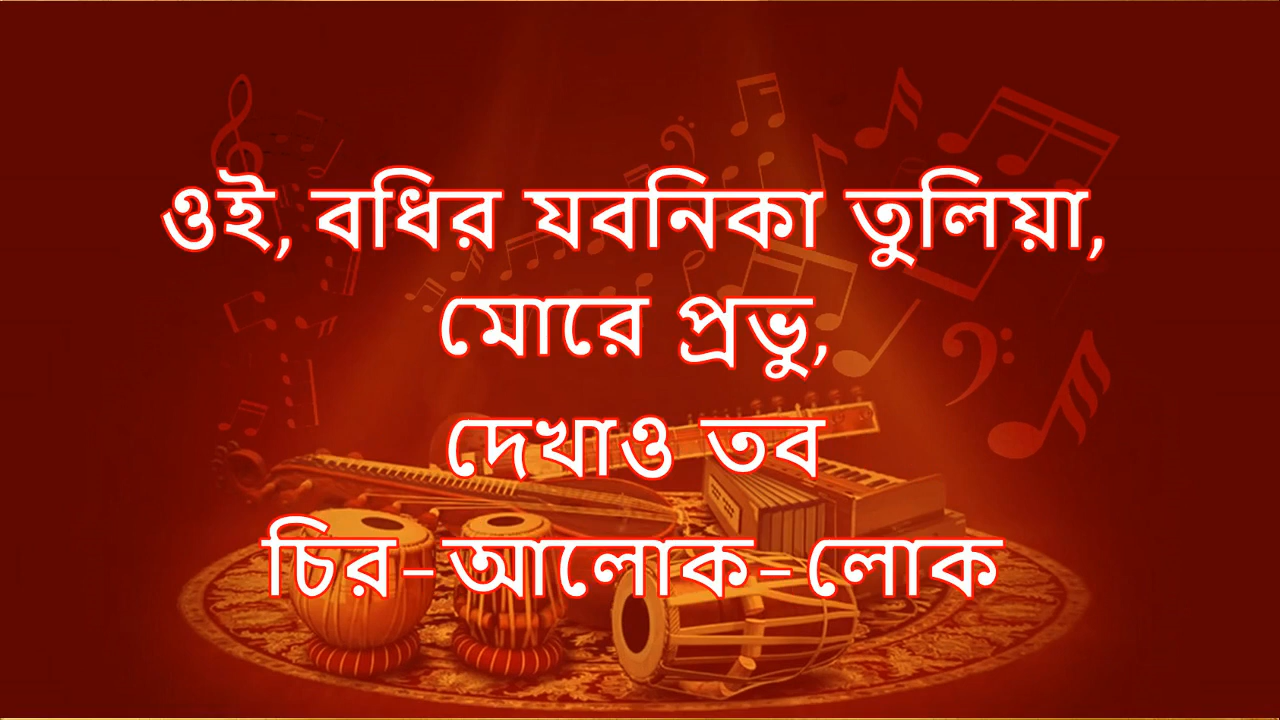 ওই, বধির যবনিকা তুলিয়া,
মোরে প্রভু,
দেখাও তব
চির-আলোক-লোক